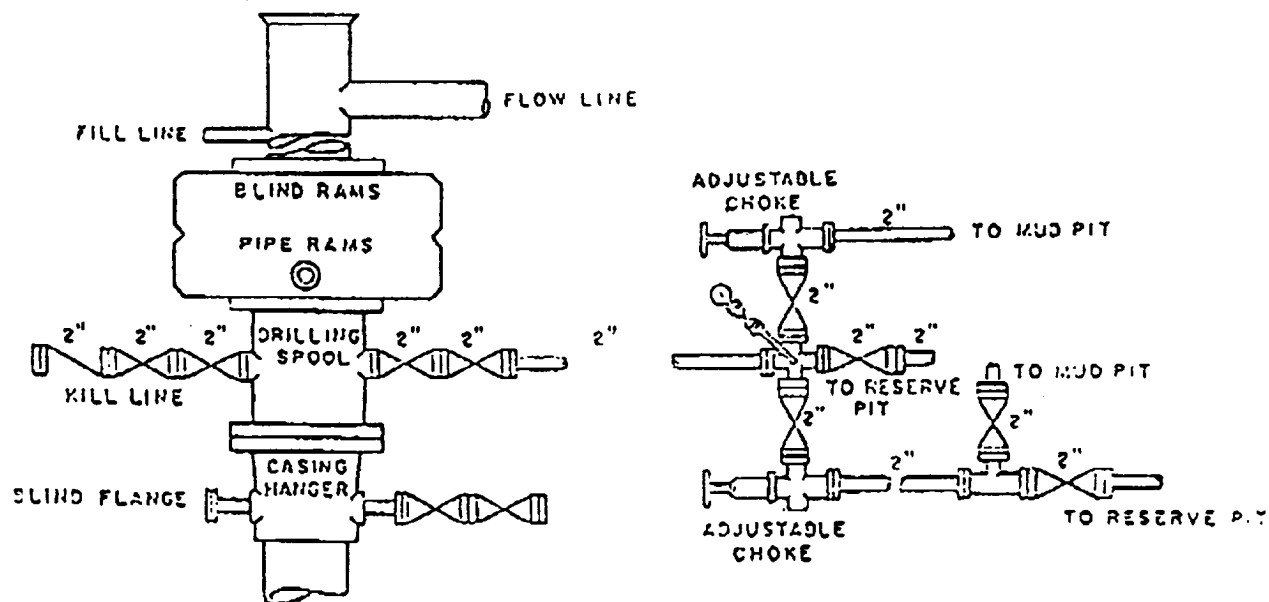 FLOW LINE
FILL LINE
BLIND RAMS
PIPE RAMS
2" 2" 2"
DRILLING
SPOOL
2" 2" 2"
KILL LINE
CASING
HANGER
BLIND FLANGE
ADJUSTABLE
CHOKE
2"
TO MUD PIT
2"
2" 2"
TO RESERVE
PIT
TO MUD PIT
2"
2"
2"
2"
TO RESERVE PIT
ADJUSTABLE
CHOKE